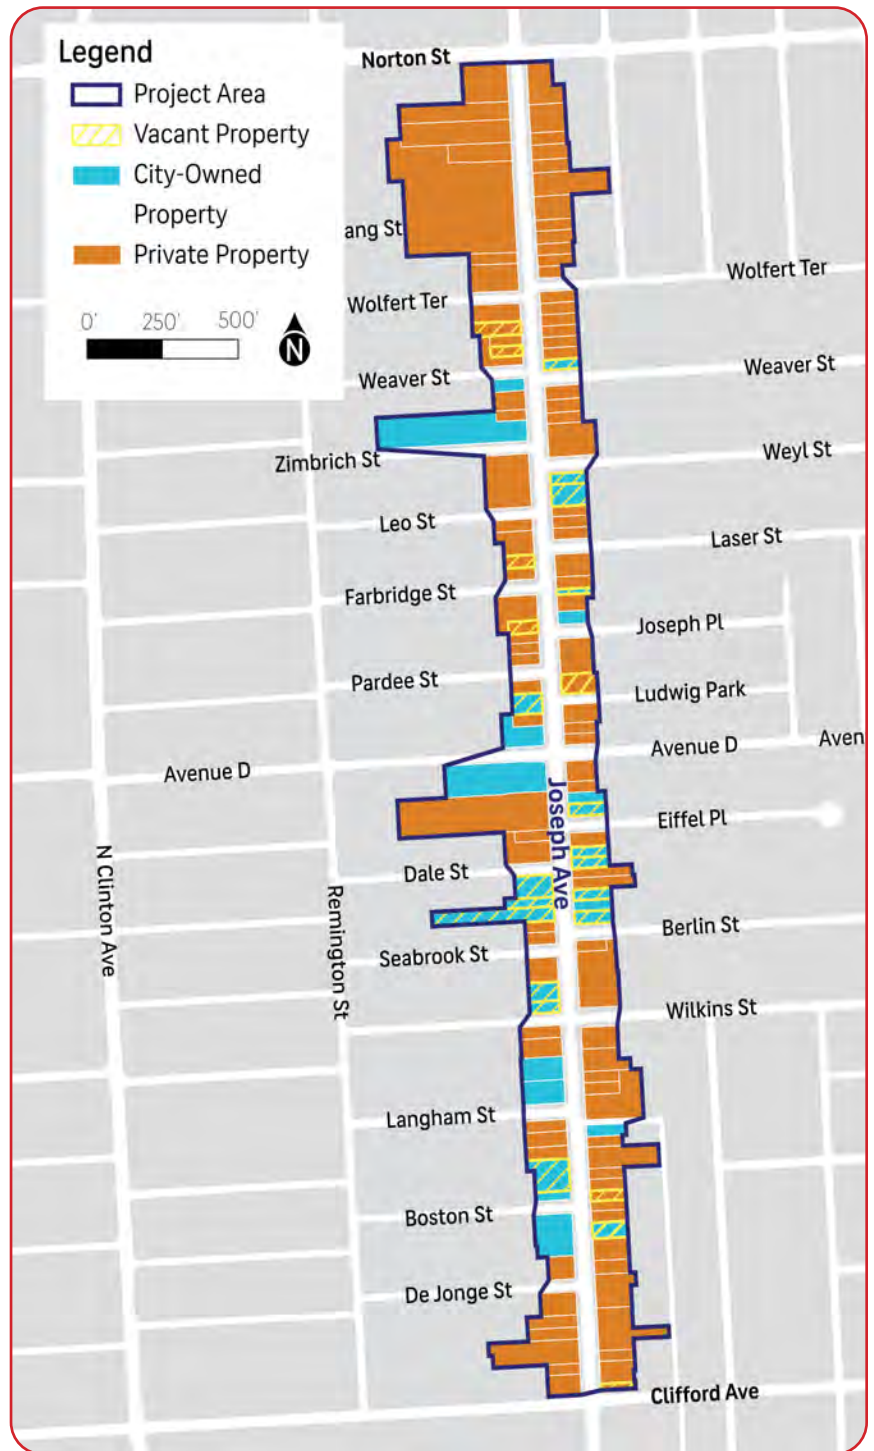 Legend
Project Area
Vacant Property
City-Owned
Property
Private Property
0' 250' 500'
N
Norton St
ang St
Wolfert Ter
Wolfert Ter
Weaver St
Weaver St
Zimbrich St
Weyl St
Leo St
Laser St
Farbridge St
Joseph Pl
Pardee St
Ludwig Park
Avenue D
Avenue D
Aven
Joseph Ave
Eiffel Pl
N Clinton Ave
Remington St
Dale St
Berlin St
Seabrook St
Wilkins St
Langham St
Boston St
De Jonge St
Clifford Ave